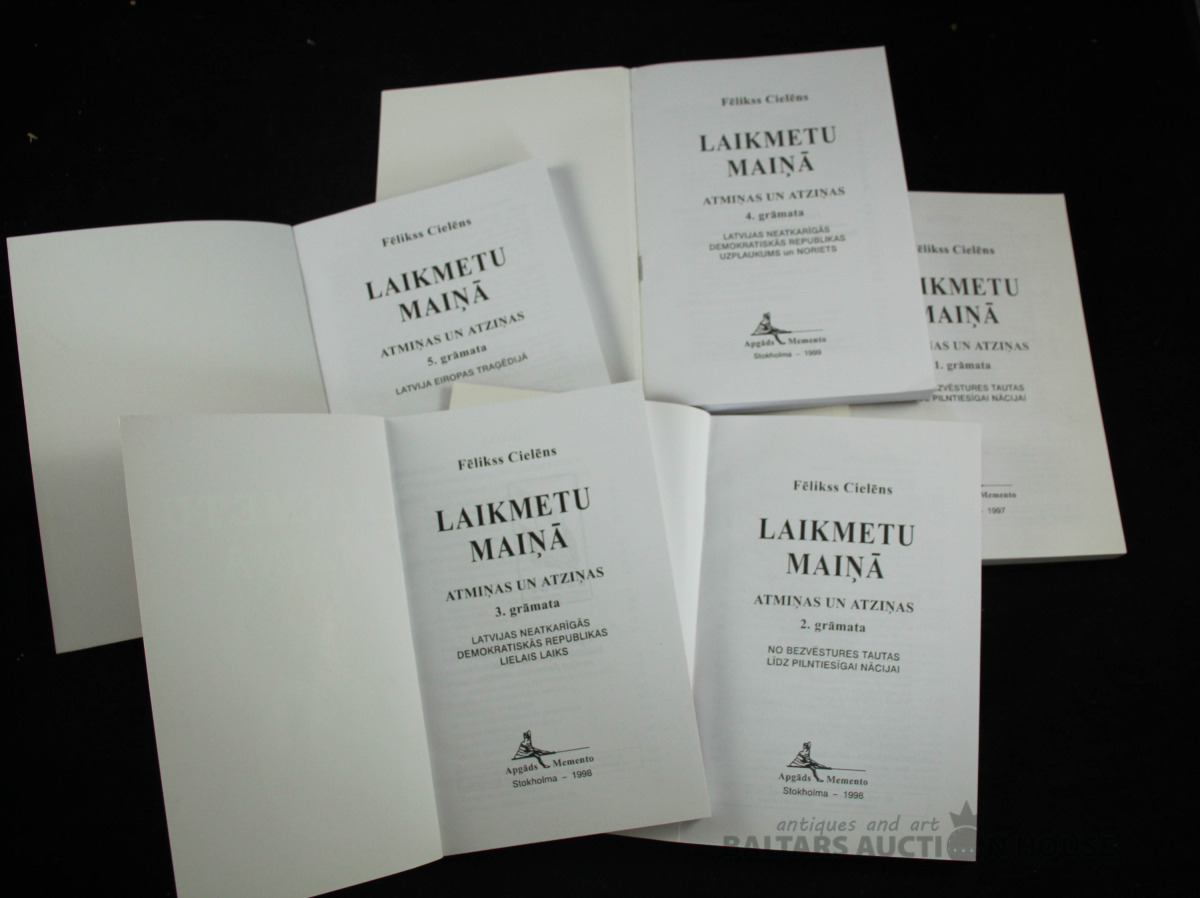 Fēlikss Cielēns
LAIKMETU
MAIŅĀ
ATMIŅAS UN ATZIŅAS
4. grāmata
LATVIJAS NEATKARĪGĀS
DEMOKRATISKĀS REPUBLIKAS
UZPLAUKUMS un NORIETS
Apgāds Memento
Stokholma – 1999
Fēlikss Cielēns
LAIKMETU
MAIŅĀ
ATMIŅAS UN ATZIŅAS
5. grāmata
LATVIJA EIROPAS TRAĢĒDIJĀ
ēlikss Cielēns
IKMETU
MAIŅĀ
ŅAS UN ATZIŅAS
1. grāmata
BEZVĒSTURES TAUTAS
PILNTIESĪGAI NĀCIJAI
Memento
– 1997
Fēlikss Cielēns
LAIKMETU
MAIŅĀ
ATMIŅAS UN ATZIŅAS
3. grāmata
LATVIJAS NEATKARĪGĀS
DEMOKRATISKĀS REPUBLIKAS
LIELAIS LAIKS
Apgāds Memento
Stokholma – 1998
Fēlikss Cielēns
LAIKMETU
MAIŅĀ
ATMIŅAS UN ATZIŅAS
2. grāmata
NO BEZVĒSTURES TAUTAS
LĪDZ PILNTIESĪGAI NĀCIJAI
Apgāds Memento
Stokholma – 1998
antiques and art
BALTARS AUCTION HOUSE